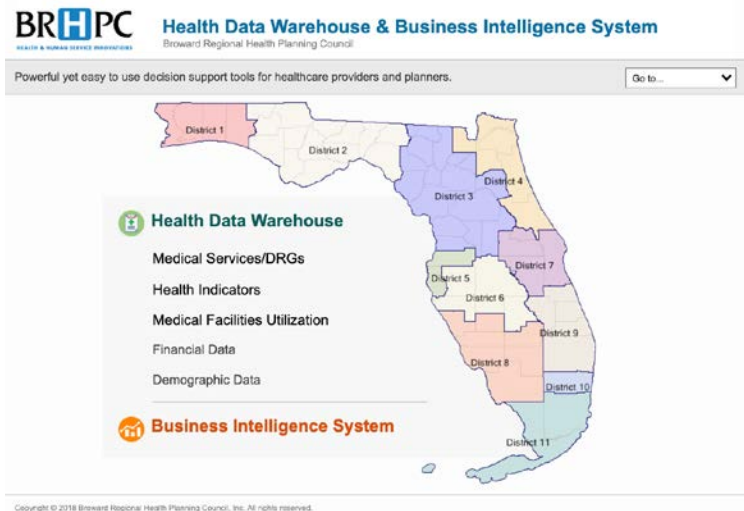 BRHPC
HEALTH & HUMAN SERVICE INNOVATIONS
Health Data Warehouse & Business Intelligence System
Broward Regional Health Planning Council
Powerful yet easy to use decision support tools for healthcare providers and planners.
Go to...
District 1
District 2
District 3
District 4
Health Data Warehouse
Medical Services/DRGs
Health Indicators
Medical Facilities Utilization
Financial Data
Demographic Data
District 5
District 6
District 7
District 8
District 9
District 10
District 11
Business Intelligence System
Copyright © 2018 Broward Regional Health Planning Council, Inc. All rights reserved.